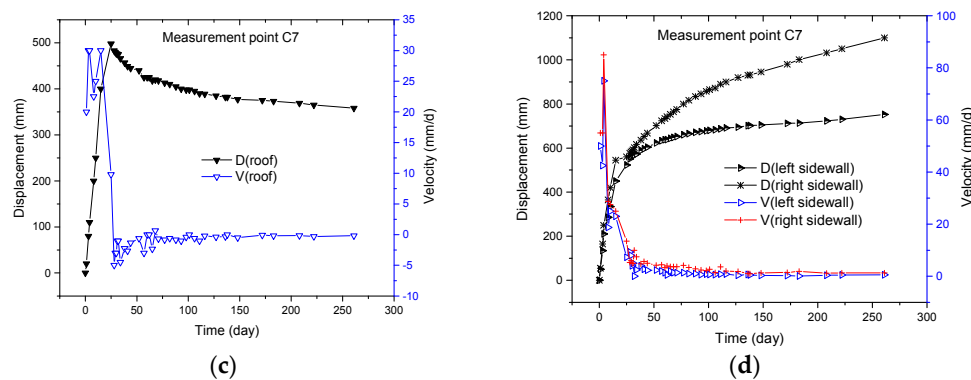 Measurement point C7
Displacement (mm)
500
400
300
200
100
0
35
30
25
20
15
10
5
0
-5
-10
Velocity (mm/d)
D(roof)
V(roof)
0 50 100 150 200 250 300
Time (day)
(c)
Measurement point C7
Displacement (mm)
1200
1000
800
600
400
200
0
100
80
60
40
20
0
Velocity (mm/d)
D(left sidewall)
D(right sidewall)
V(left sidewall)
V(right sidewall)
0 50 100 150 200 250 300
Time (day)
(d)